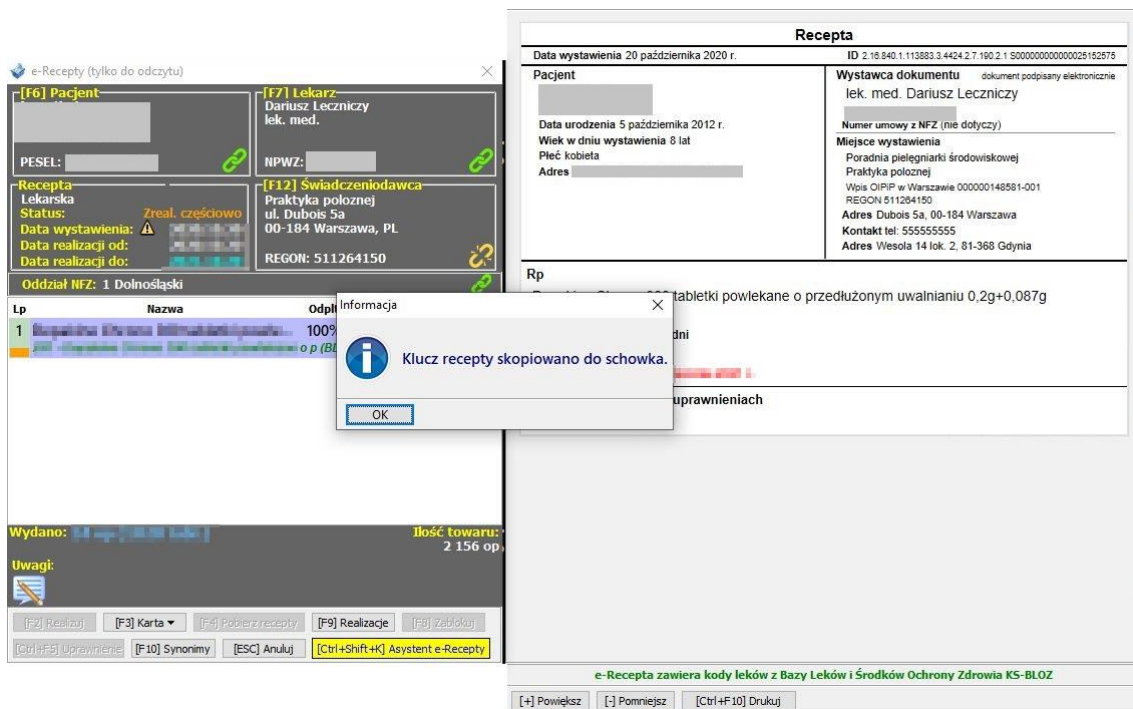 e-Recepty (tylko do odczytu)
[F6] Pacjent
PESEL:
[F7] Lekarz
Dariusz Leczniczy
lek. med.
NPWZ:
Recepta
Lekarska
Status: Zreal. częściowo
Data wystawienia:
Data realizacji od:
Data realizacji do:
[F12] Świadczeniodawca
Praktyka poloznej
ul. Dubois 5a
00-184 Warszawa, PL
REGON: 511264150
Oddział NFZ: 1 Dolnośląski
Lp Nazwa
1 100%
o p
Wydano:
Ilość towaru:
2 156 op
Uwagi:
[F2] Realizuj [F3] Karta [F4] Pobierz recepty [F9] Realizacje [F8] Zablokuj
[Ctrl+F5] Uprawnienie [F10] Synonimy [ESC] Anuluj [Ctrl+Shift+K] Asystent e-Recepty
Informacja
Klucz recepty skopiowano do schowka.
OK
Recepta
Data wystawienia 20 października 2020 r. ID 2.16.840.1.113883.3.4424.2.7.190.2.1
Pacjent
Data urodzenia 5 października 2012 r.
Wiek w dniu wystawienia 8 lat
Płeć kobieta
Adres
Wystawca dokumentu dokument podpisany elektronicznie
lek. med. Dariusz Leczniczy
Numer umowy z NFZ (nie dotyczy)
Miejsce wystawienia
Poradnia pielęgniarki środowiskowej
Praktyka poloznej
Wpis OIPiP w Warszawie 000000148581-001
REGON 511264150
Adres Dubois 5a, 00-184 Warszawa
Kontakt tel: 555555555
Adres Wesola 14 lok. 2, 81-368 Gdynia
Rp
tabletki powlekane o przedłużonym uwalnianiu 0,2g+0,087g
dni
uprawnieniach
e-Recepta zawiera kody leków z Bazy Leków i Środków Ochrony Zdrowia KS-BLOZ
[+] Powiększ [-] Pomniejsz [Ctrl+F10] Drukuj